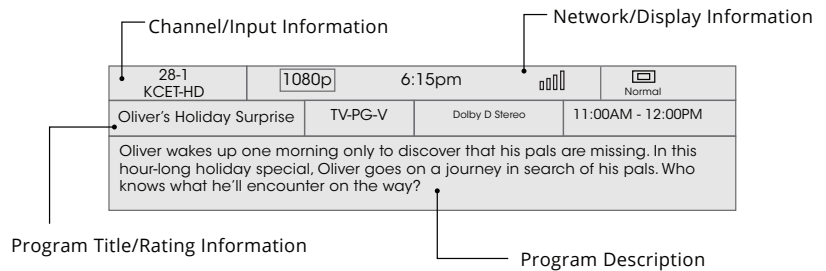 Channel/Input Information
Network/Display Information
28-1
KCET-HD
1080p
6:15pm
Normal
Oliver's Holiday Surprise
TV-PG-V
Dolby D Stereo
11:00AM - 12:00PM
Oliver wakes up one morning only to discover that his pals are missing. In this
hour-long holiday special, Oliver goes on a journey in search of his pals. Who
knows what he'll encounter on the way?
Program Title/Rating Information
Program Description